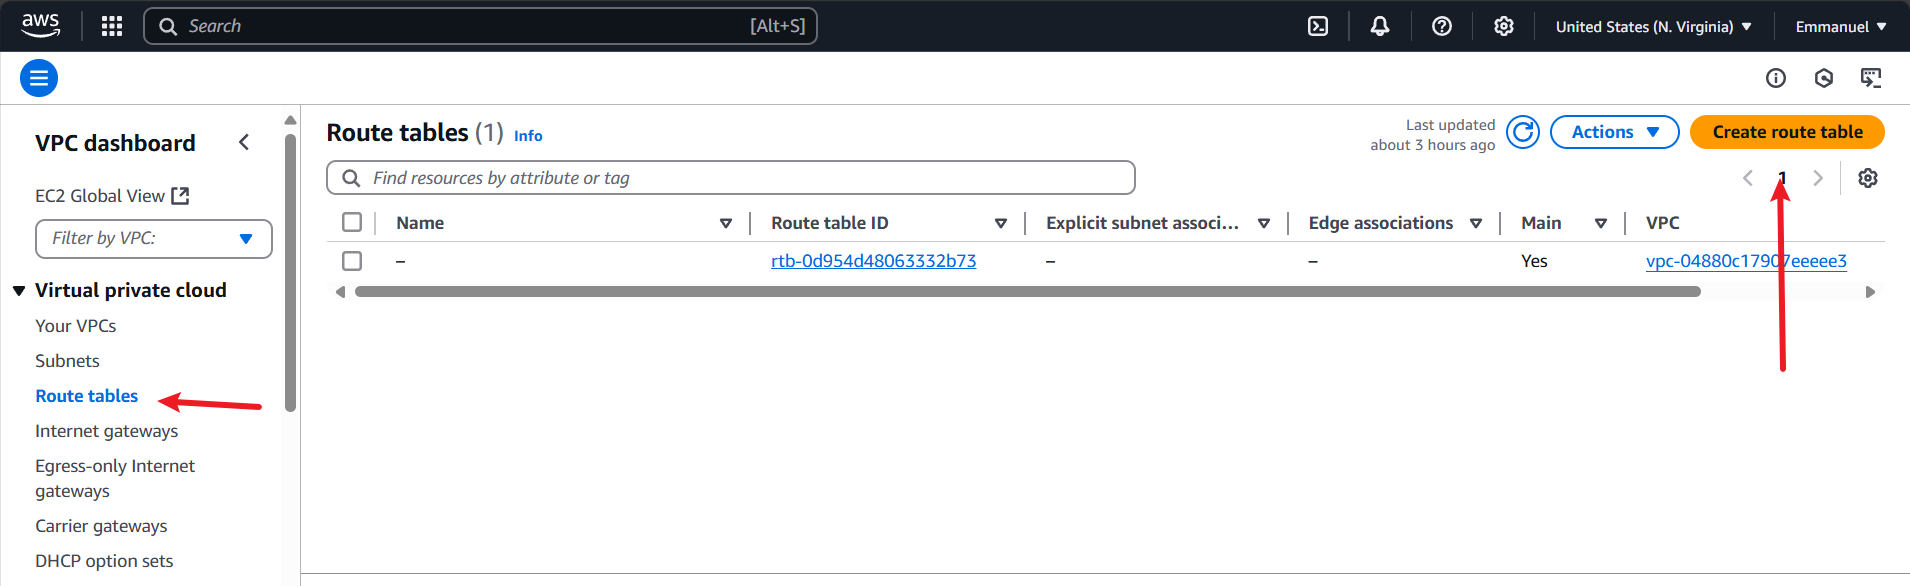 aws
Search [Alt+S]
United States (N. Virginia)
Emmanuel
VPC dashboard
EC2 Global View
Filter by VPC:
Virtual private cloud
Your VPCs
Subnets
Route tables
Internet gateways
Egress-only Internet
gateways
Carrier gateways
DHCP option sets
Route tables (1) Info
Last updated
about 3 hours ago
Actions
Create route table
Find resources by attribute or tag
1
Name Route table ID Explicit subnet associ... Edge associations Main VPC
– rtb-0d954d48063332b73 – – Yes vpc-04880c17907eeeee3